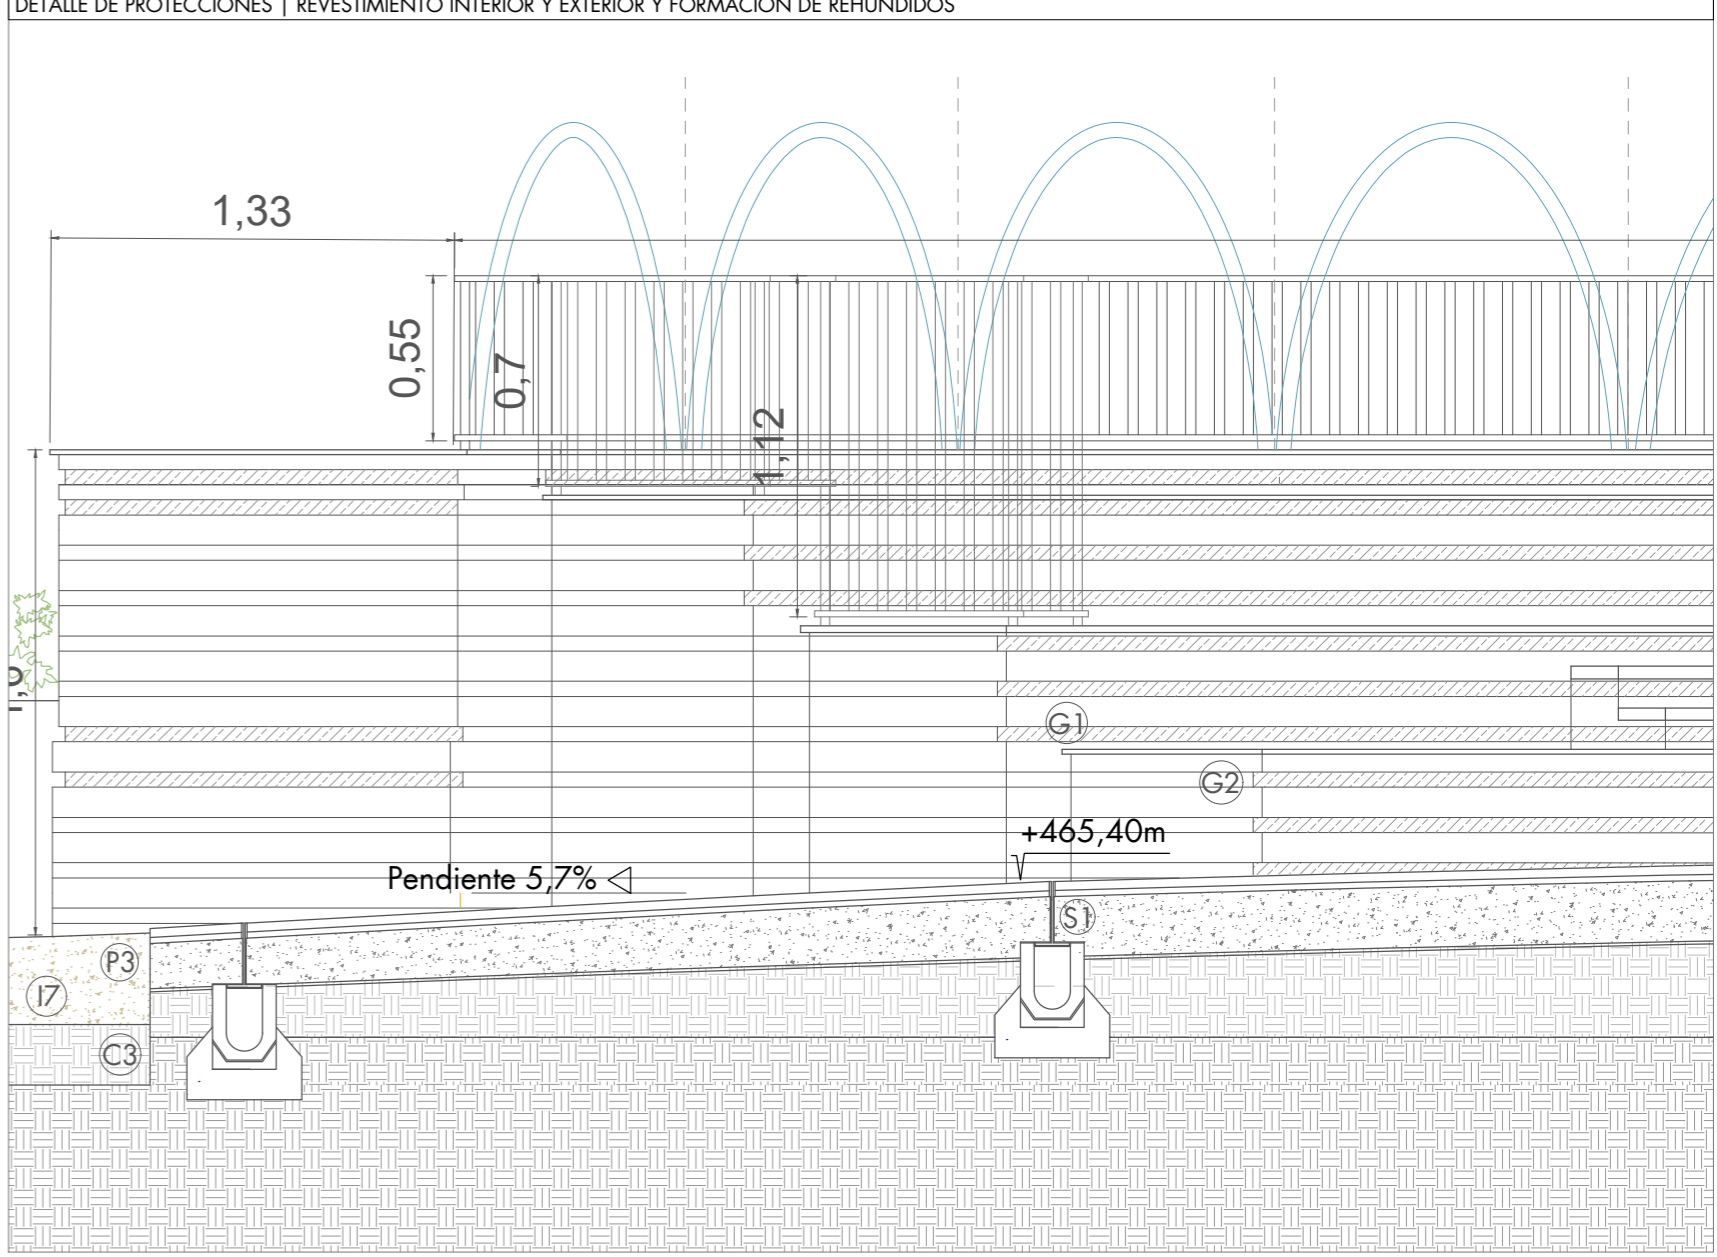 DETALLE DE PROTECCIONES | REVESTIMIENTO INTERIOR Y EXTERIOR Y FORMACIÓN DE REHUNDIDOS
1,33
0,55
0,7
1,12
G1
G2
+465,40m
Pendiente 5,7%
S1
P3
I7
C3